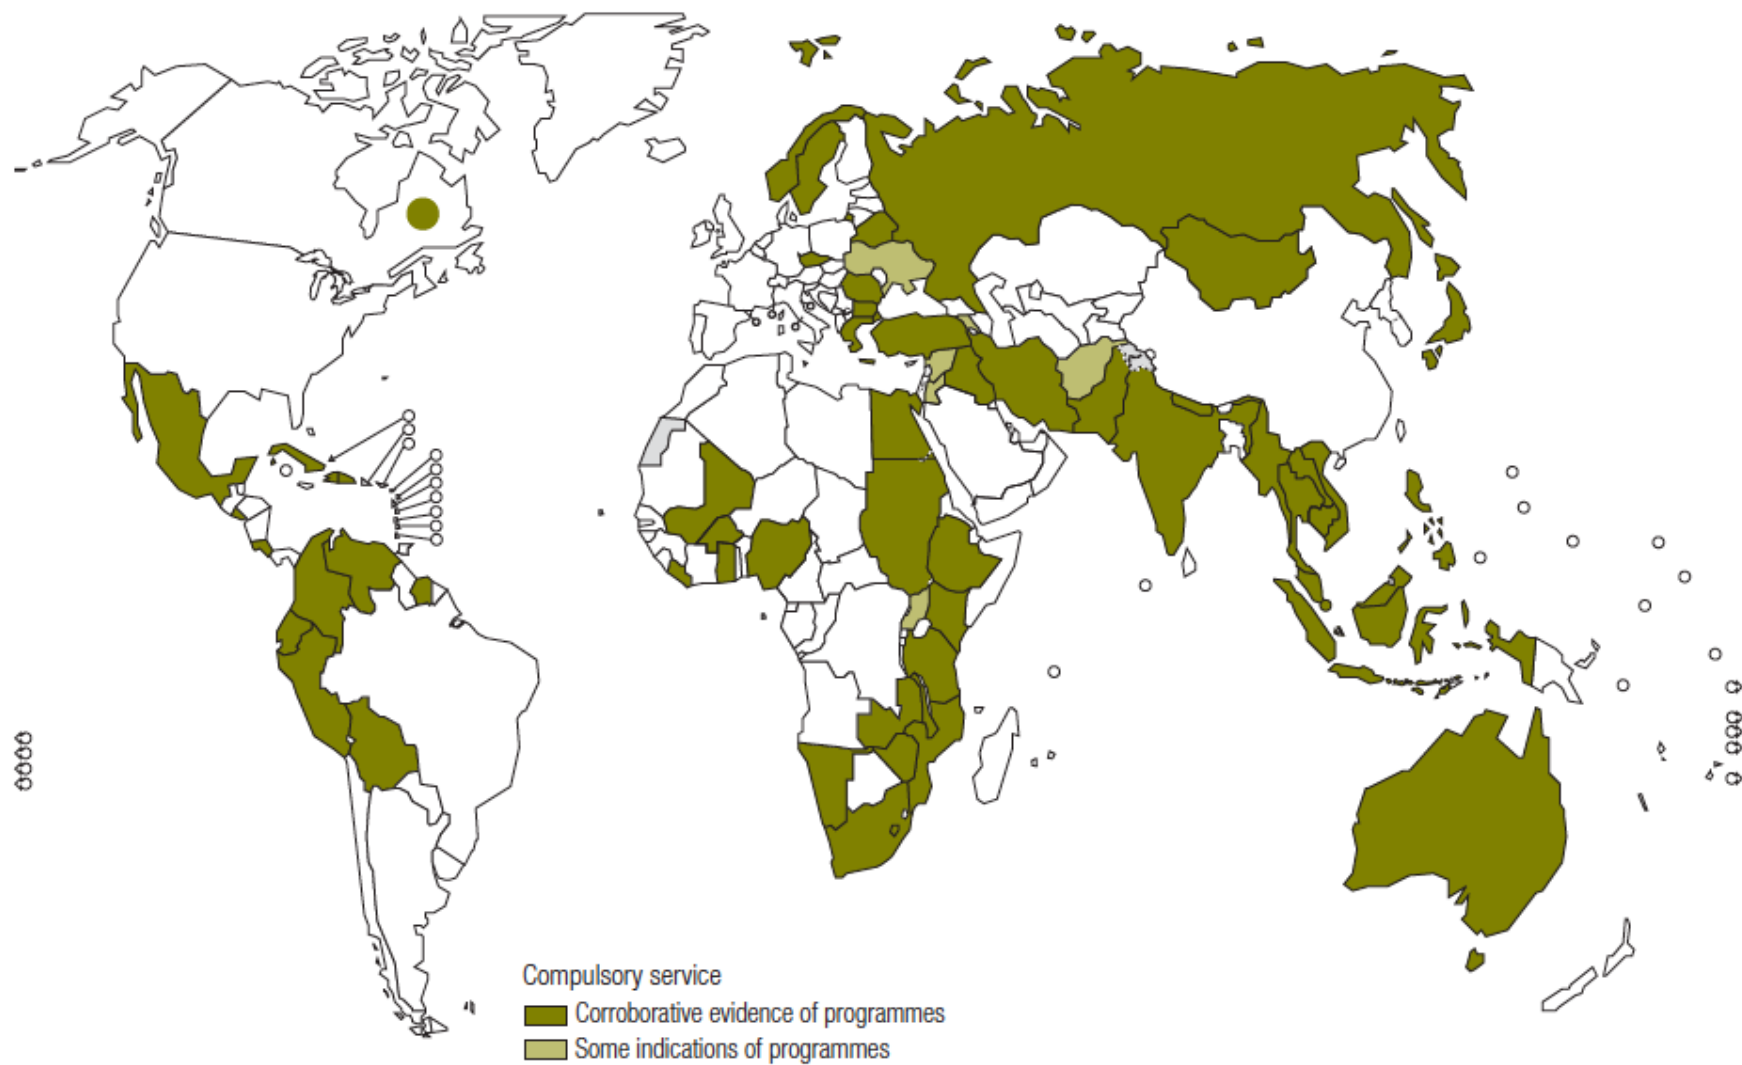 Compulsory service
Corroborative evidence of programmes
Some indications of programmes